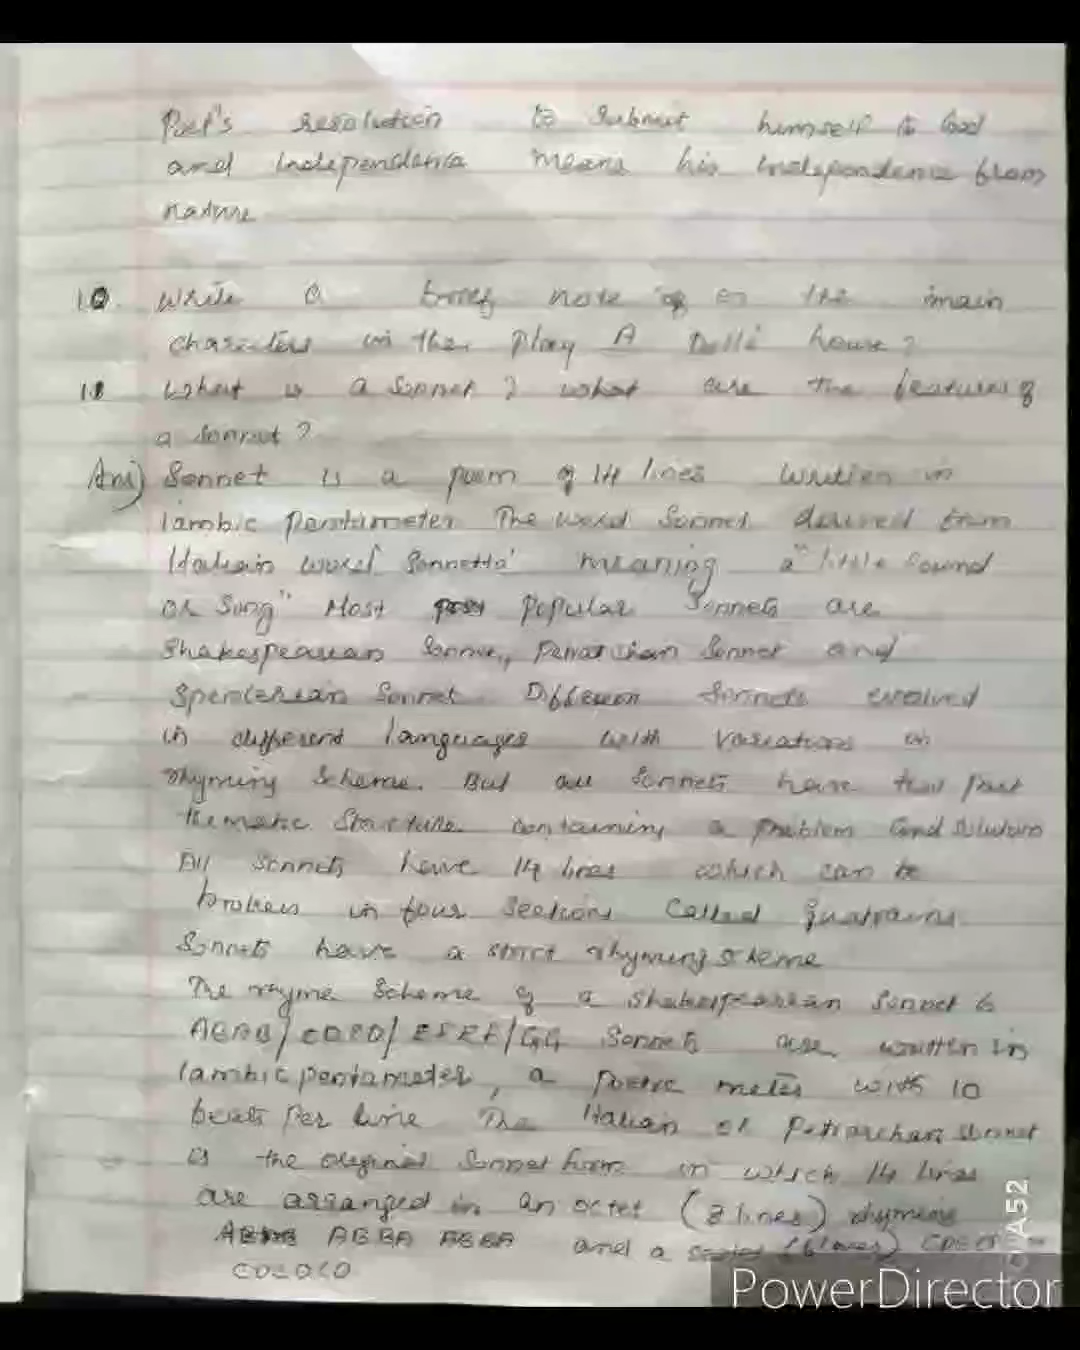 Poet's resolution to submit himself to God
and Independence means his independence from
nature
10. Write a brief note of on the main
characters in the play A Doll's house?
11 What is a Sonnet? what are the features of
a sonnet?
Ans) Sonnet is a poem of 14 lines written in
Iambic Pentameter. The word Sonnet derived from
Italian word 'Sonnetto' meaning a "little sound
or Song" Most popular Sonnets are
Shakespearean Sonnet, Petrarchan Sonnet and
Spenserian Sonnet. Different Sonnets evolved
in different languages with variations in
rhyming Scheme. But all Sonnets have two part
thematic Structure containing a problem and solution
All Sonnets have 14 lines which can be
broken in four Sections called quatrains.
Sonnets have a strict rhyming scheme
The rhyme Scheme of a Shakespearean Sonnet is
ABAB/CDCD/EFEF/GG Sonnets are written in
Iambic pentameter, a poetic meter with 10
beats per line The Italian or Petrarchan Sonnet
is the original Sonnet form in which 14 lines
are arranged in an octet (8 lines) rhyming
ABBA ABBA and a (6 lines)
CDCDCD
A52
PowerDirector